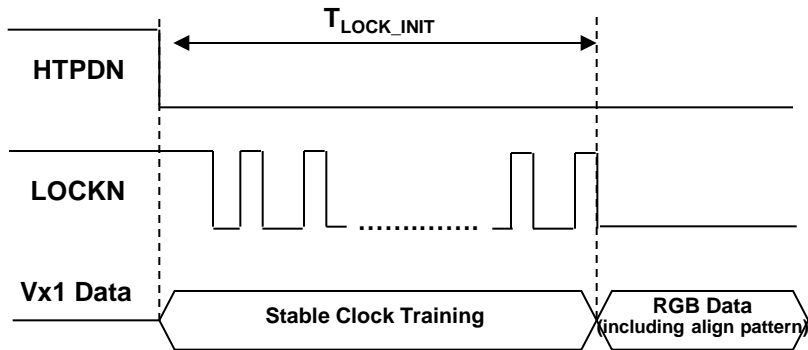 TLOCK_INIT
HTPDN
LOCKN
Vx1 Data
Stable Clock Training
RGB Data
(including align pattern)